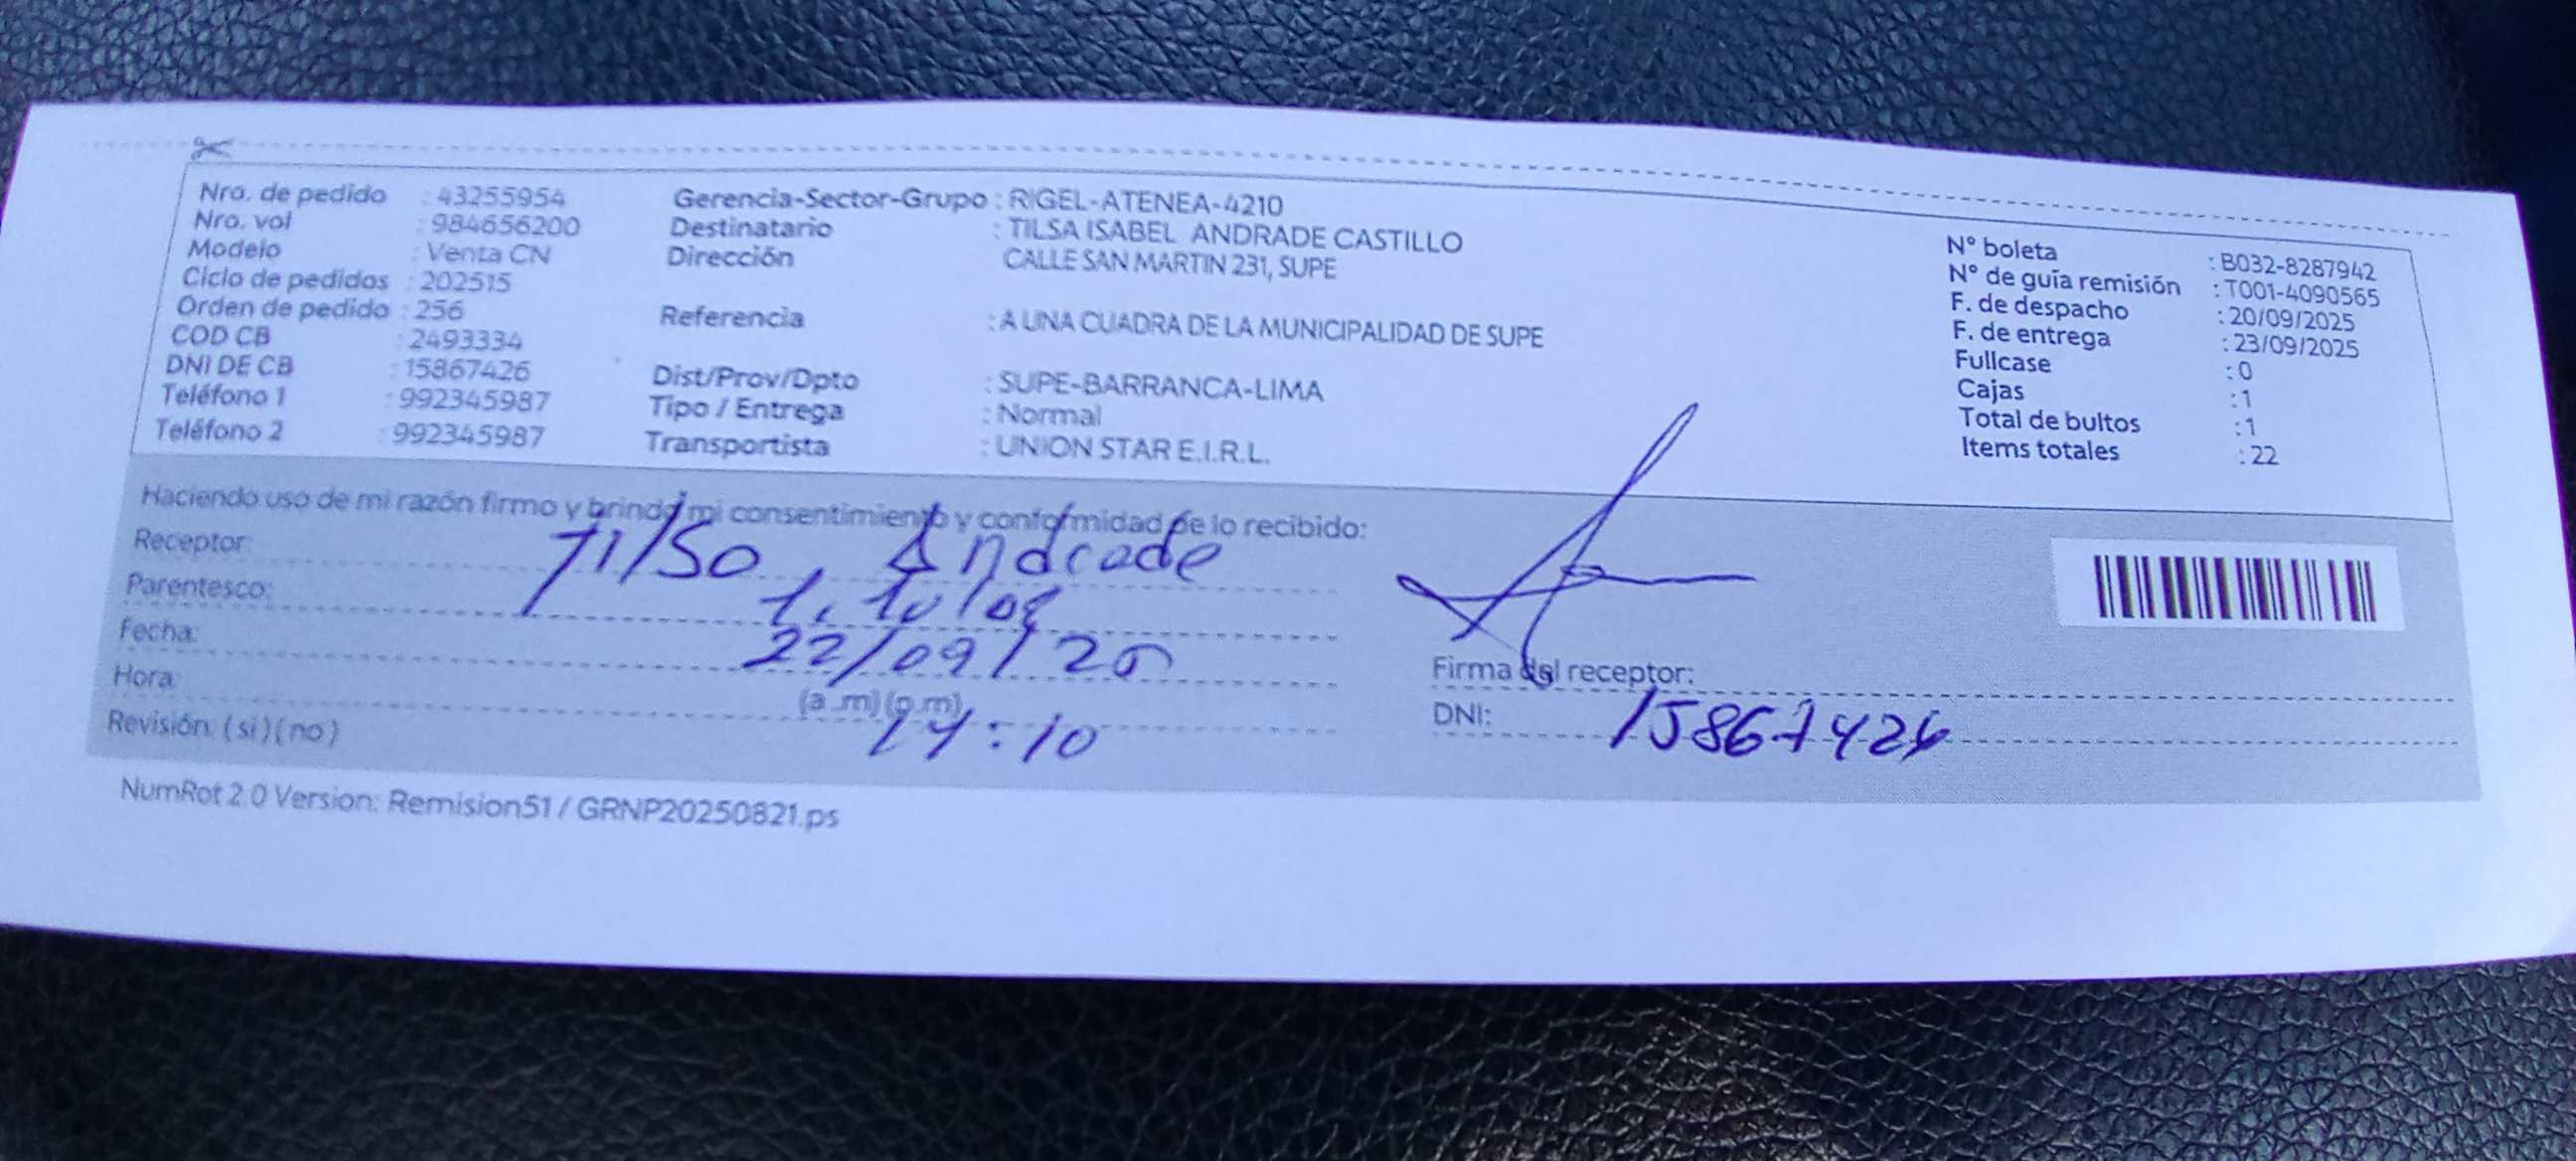 Nro. de pedido : 43255954
Nro. vol : 984656200
Modelo : Venta CN
Ciclo de pedidos : 202515
Orden de pedido : 256
COD CB : 2493334
DNI DE CB : 15867426
Teléfono 1 : 992345987
Teléfono 2 : 992345987
Gerencia-Sector-Grupo : RIGEL-ATENEA-4210
Destinatario : TILSA ISABEL ANDRADE CASTILLO
Dirección CALLE SAN MARTIN 231, SUPE
Referencia : A UNA CUADRA DE LA MUNICIPALIDAD DE SUPE
Dist/Prov/Dpto : SUPE-BARRANCA-LIMA
Tipo / Entrega : Normal
Transportista : UNION STAR E.I.R.L.
N° boleta : B032-8287942
N° de guía remisión : T001-4090565
F. de despacho : 20/09/2025
F. de entrega : 23/09/2025
Fullcase : 0
Cajas : 1
Total de bultos : 1
Items totales : 22
Haciendo uso de mi razón firmo y brindo mi consentimiento y conformidad de lo recibido:
Receptor: Tilsa Andrade
Parentesco: Titular
Fecha: 22/09/25
Hora: (a .m) (p.m) 14:10
Revisión: (si) (no)
Firma del receptor:
DNI: 15867426
NumRot 2.0 Version: Remision51 / GRNP20250821.ps